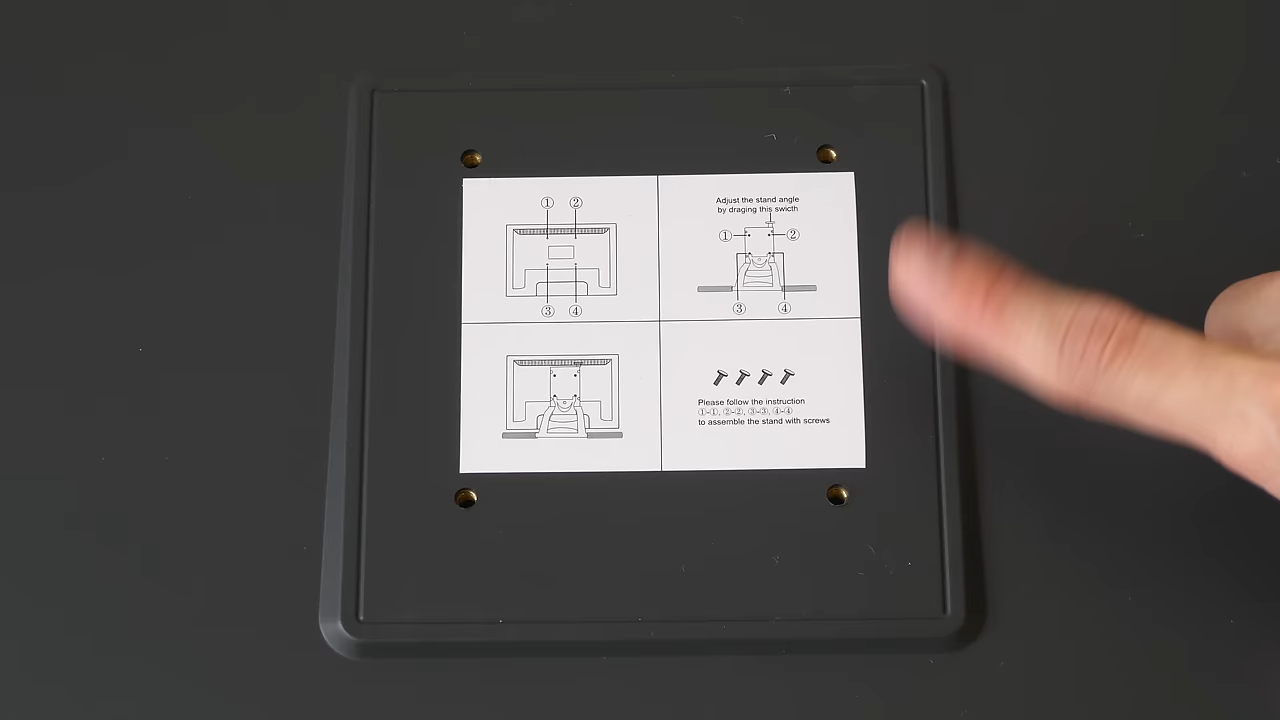 ① ②
③ ④
Adjust the stand angle
by draging this swicth
① ②
③ ④
Please follow the instruction
①-①, ②-②, ③-③, ④-④
to assemble the stand with screws